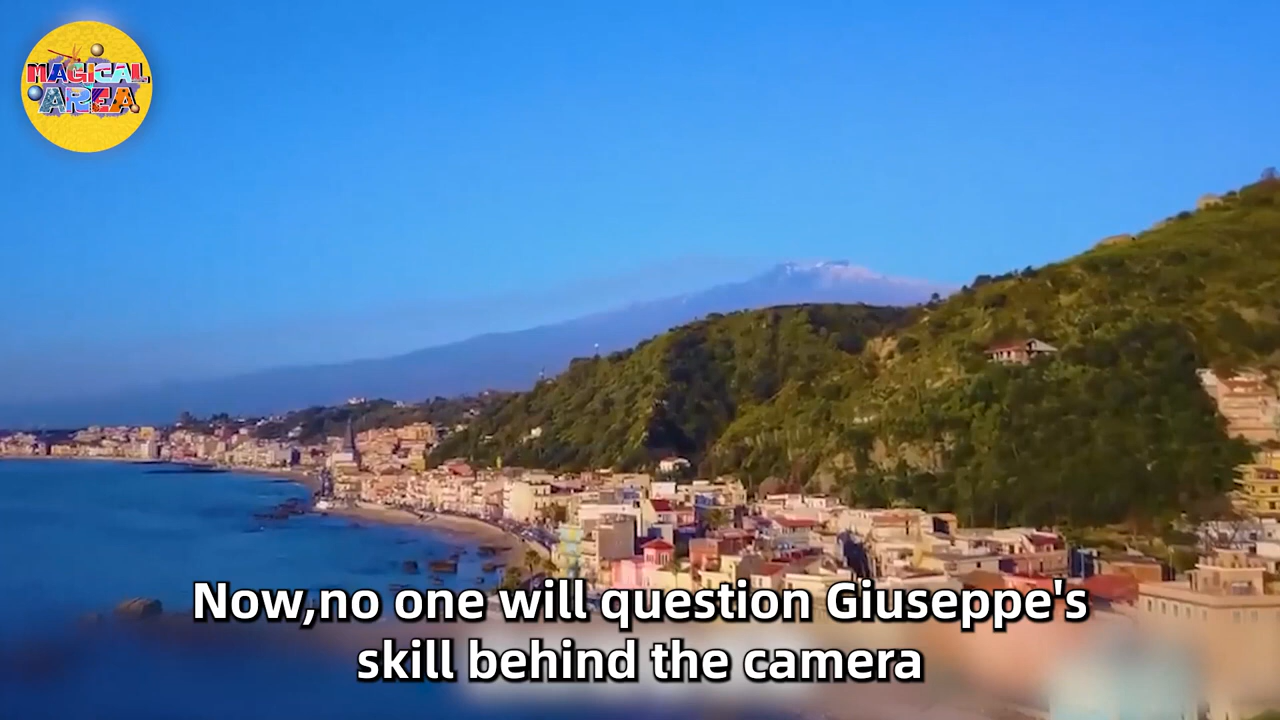 MAGICAL
AREA
Now,no one will question Giuseppe's
skill behind the camera